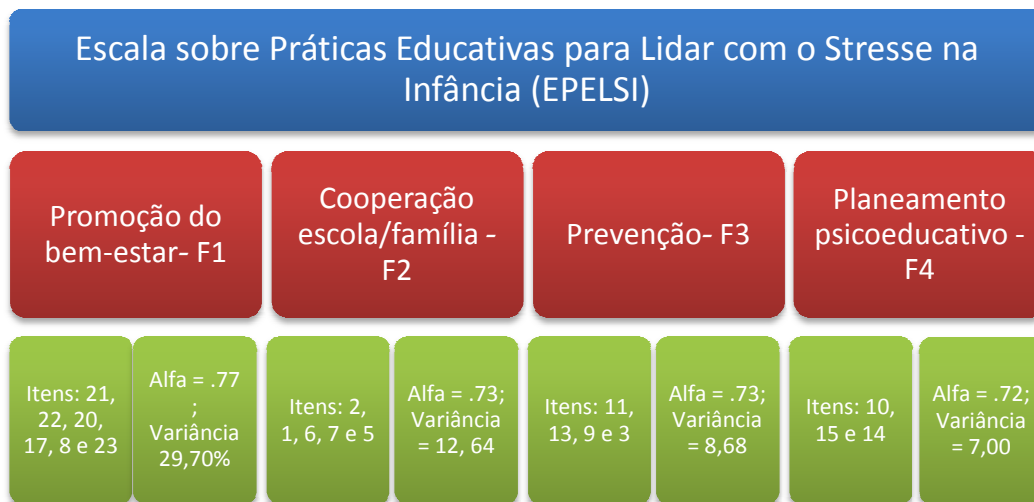 Escala sobre Práticas Educativas para Lidar com o Stresse na
Infância (EPELSI)
Promoção do
bem-estar- F1
Cooperação
escola/família -
F2
Prevenção- F3
Planeamento
psicoeducativo -
F4
Itens: 21,
22, 20,
17, 8 e 23
Alfa = .77
;
Variância
29,70%
Itens: 2,
1, 6, 7 e 5
Alfa = .73;
Variância
= 12, 64
Itens: 11,
13, 9 e 3
Alfa = .73;
Variância
= 8,68
Itens: 10,
15 e 14
Alfa = .72;
Variância
= 7,00